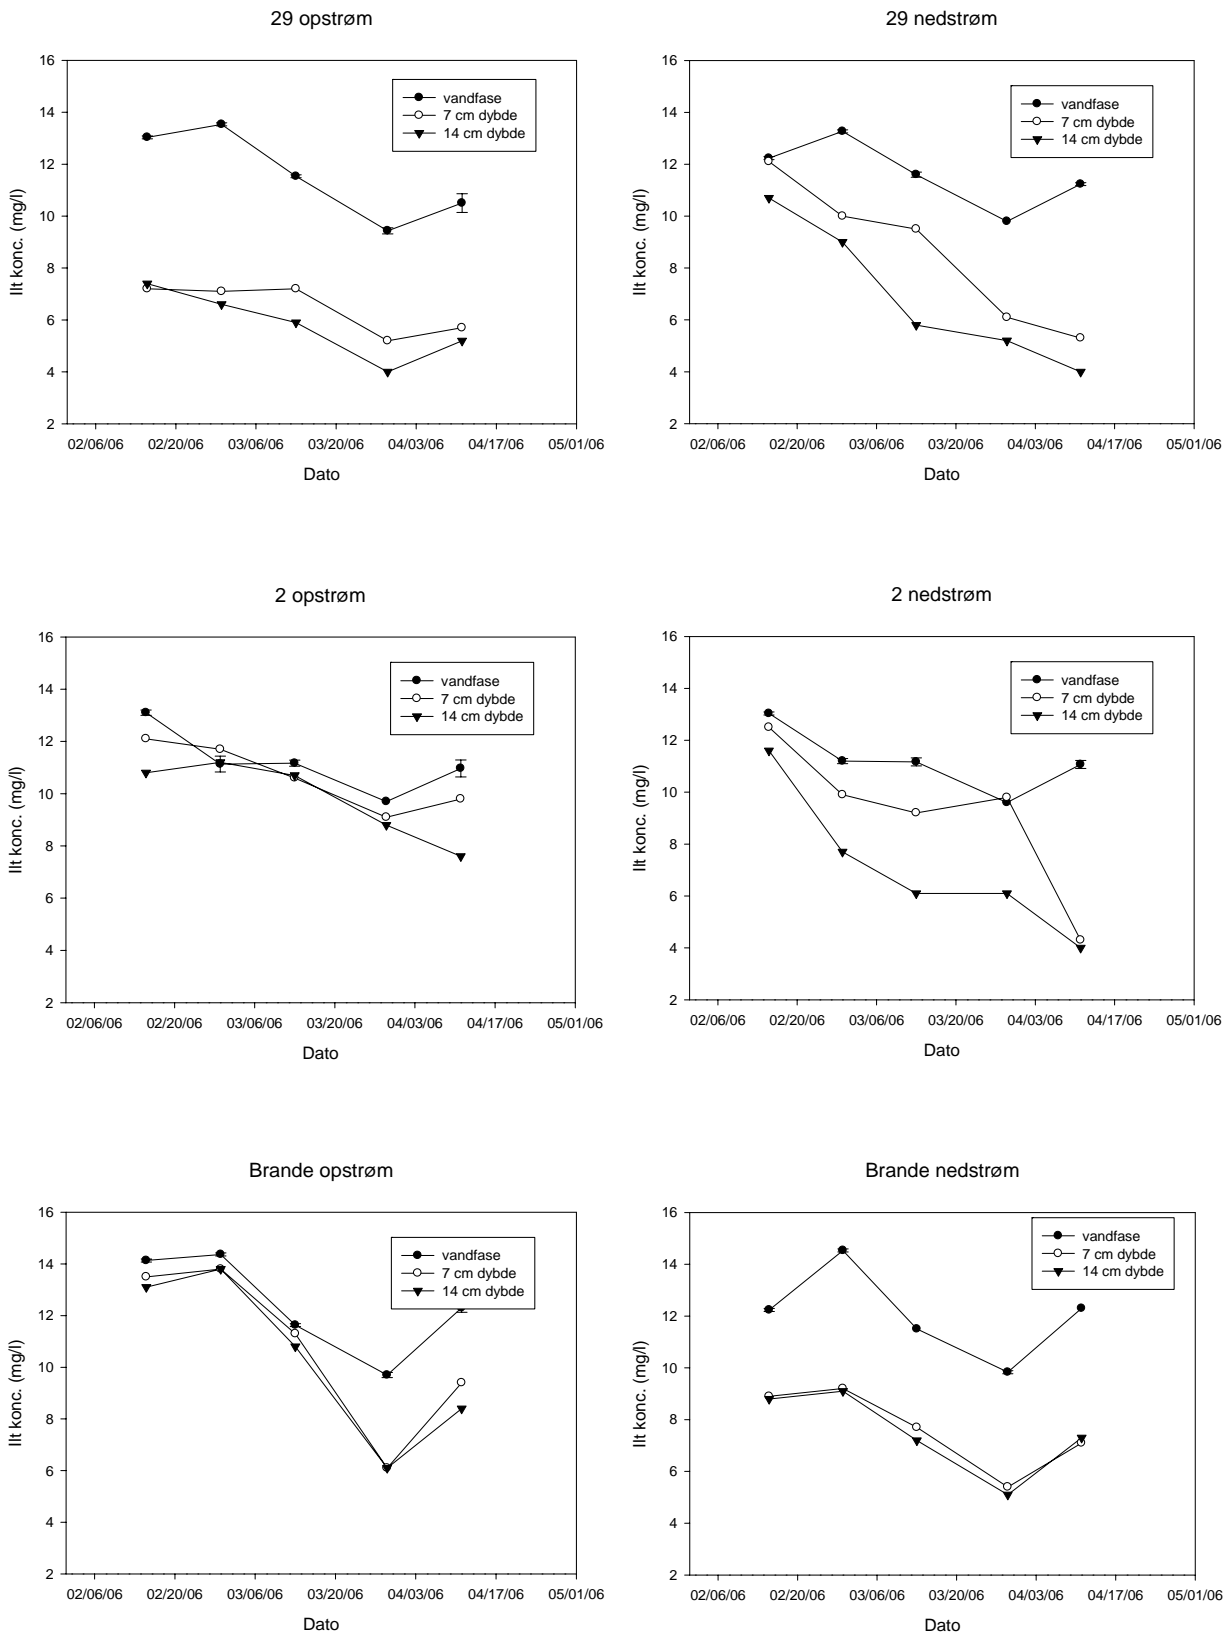 29 opstrøm
16
14
12
10
8
6
4
2
Ilt konc. (mg/l)
vandfase
7 cm dybde
14 cm dybde
02/06/06 02/20/06 03/06/06 03/20/06 04/03/06 04/17/06 05/01/06
Dato
29 nedstrøm
16
14
12
10
8
6
4
2
Ilt konc. (mg/l)
vandfase
7 cm dybde
14 cm dybde
02/06/06 02/20/06 03/06/06 03/20/06 04/03/06 04/17/06 05/01/06
Dato
2 opstrøm
16
14
12
10
8
6
4
2
Ilt konc. (mg/l)
vandfase
7 cm dybde
14 cm dybde
02/06/06 02/20/06 03/06/06 03/20/06 04/03/06 04/17/06 05/01/06
Dato
2 nedstrøm
16
14
12
10
8
6
4
2
Ilt konc. (mg/l)
vandfase
7 cm dybde
14 cm dybde
02/06/06 02/20/06 03/06/06 03/20/06 04/03/06 04/17/06 05/01/06
Dato
Brande opstrøm
16
14
12
10
8
6
4
2
Ilt konc. (mg/l)
vandfase
7 cm dybde
14 cm dybde
02/06/06 02/20/06 03/06/06 03/20/06 04/03/06 04/17/06 05/01/06
Dato
Brande nedstrøm
16
14
12
10
8
6
4
2
Ilt konc. (mg/l)
vandfase
7 cm dybde
14 cm dybde
02/06/06 02/20/06 03/06/06 03/20/06 04/03/06 04/17/06 05/01/06
Dato